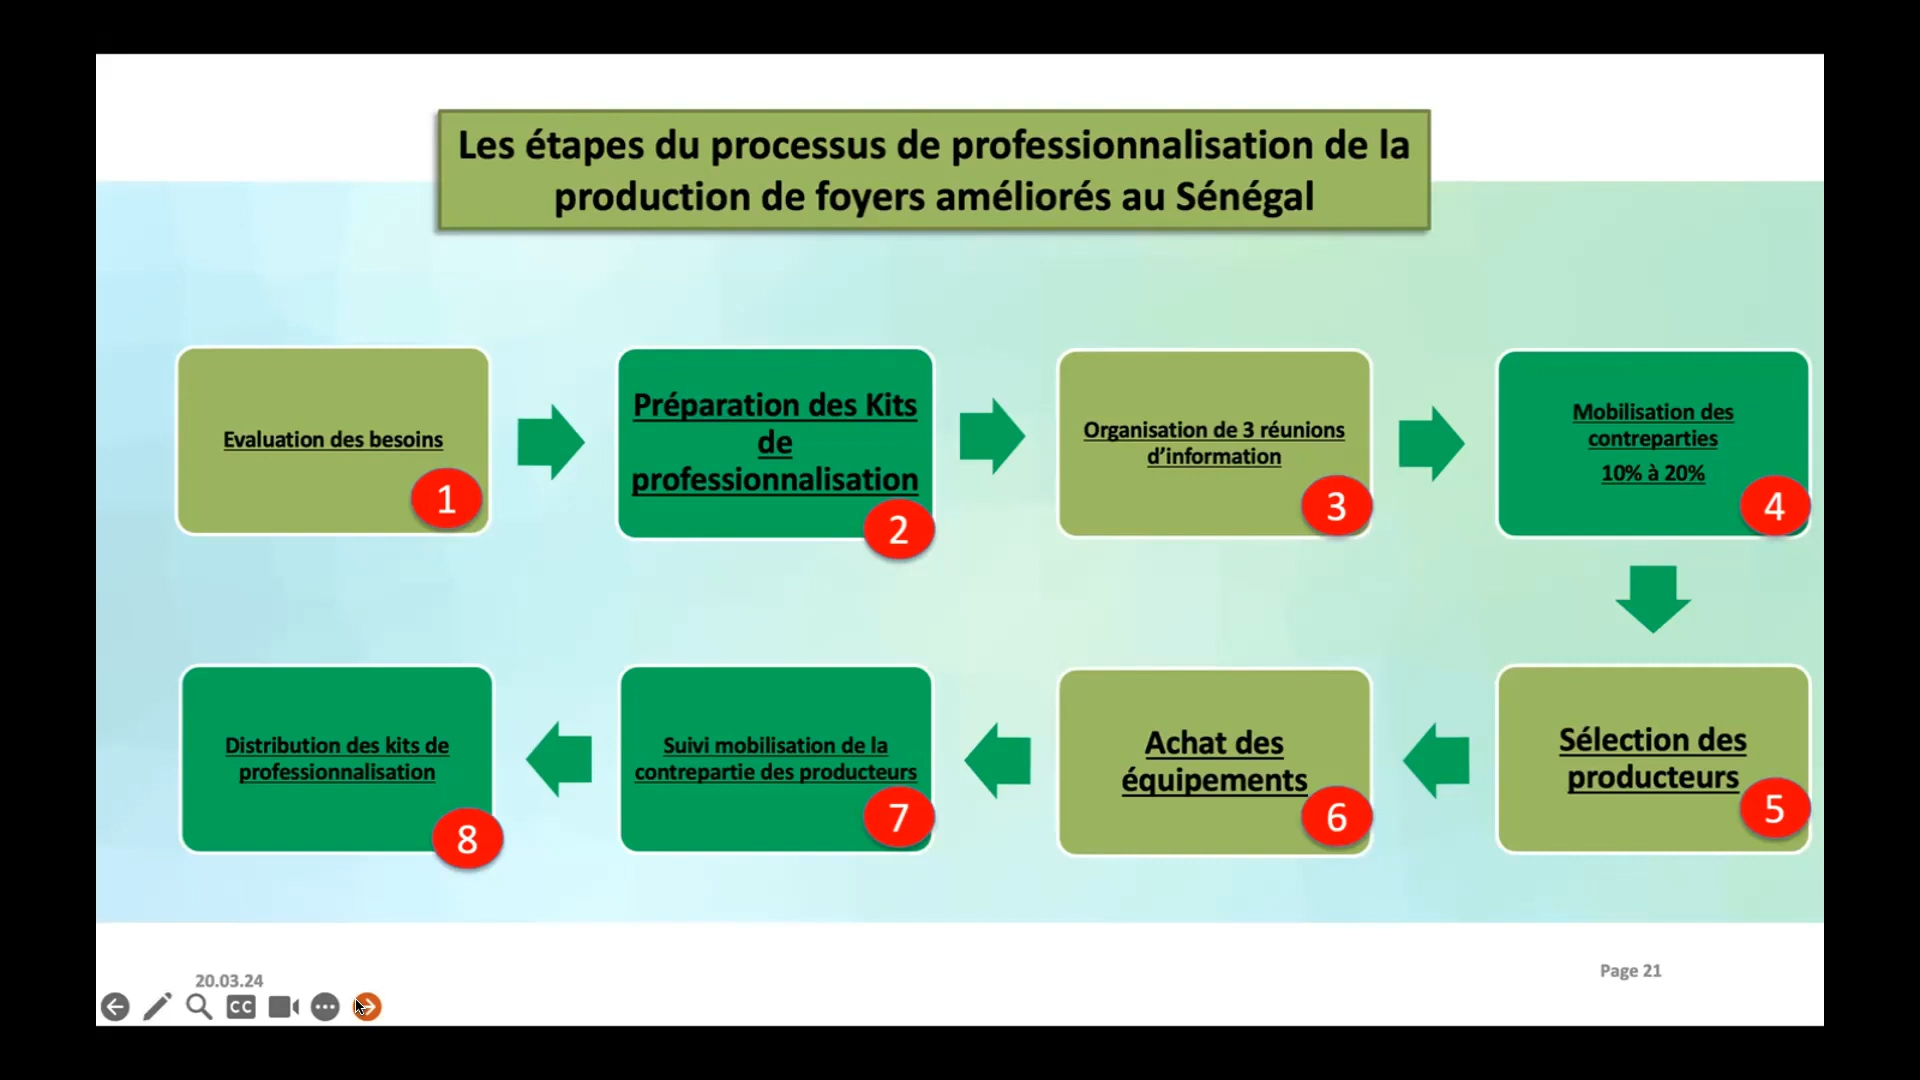 Les étapes du processus de professionnalisation de la
production de foyers améliorés au Sénégal
Evaluation des besoins
1
Préparation des Kits
de
professionnalisation
2
Organisation de 3 réunions
d’information
3
Mobilisation des
contreparties
10% à 20%
4
Sélection des
producteurs
5
Achat des
équipements
6
Suivi mobilisation de la
contrepartie des producteurs
7
Distribution des kits de
professionnalisation
8
20.03.24
Page 21
CC